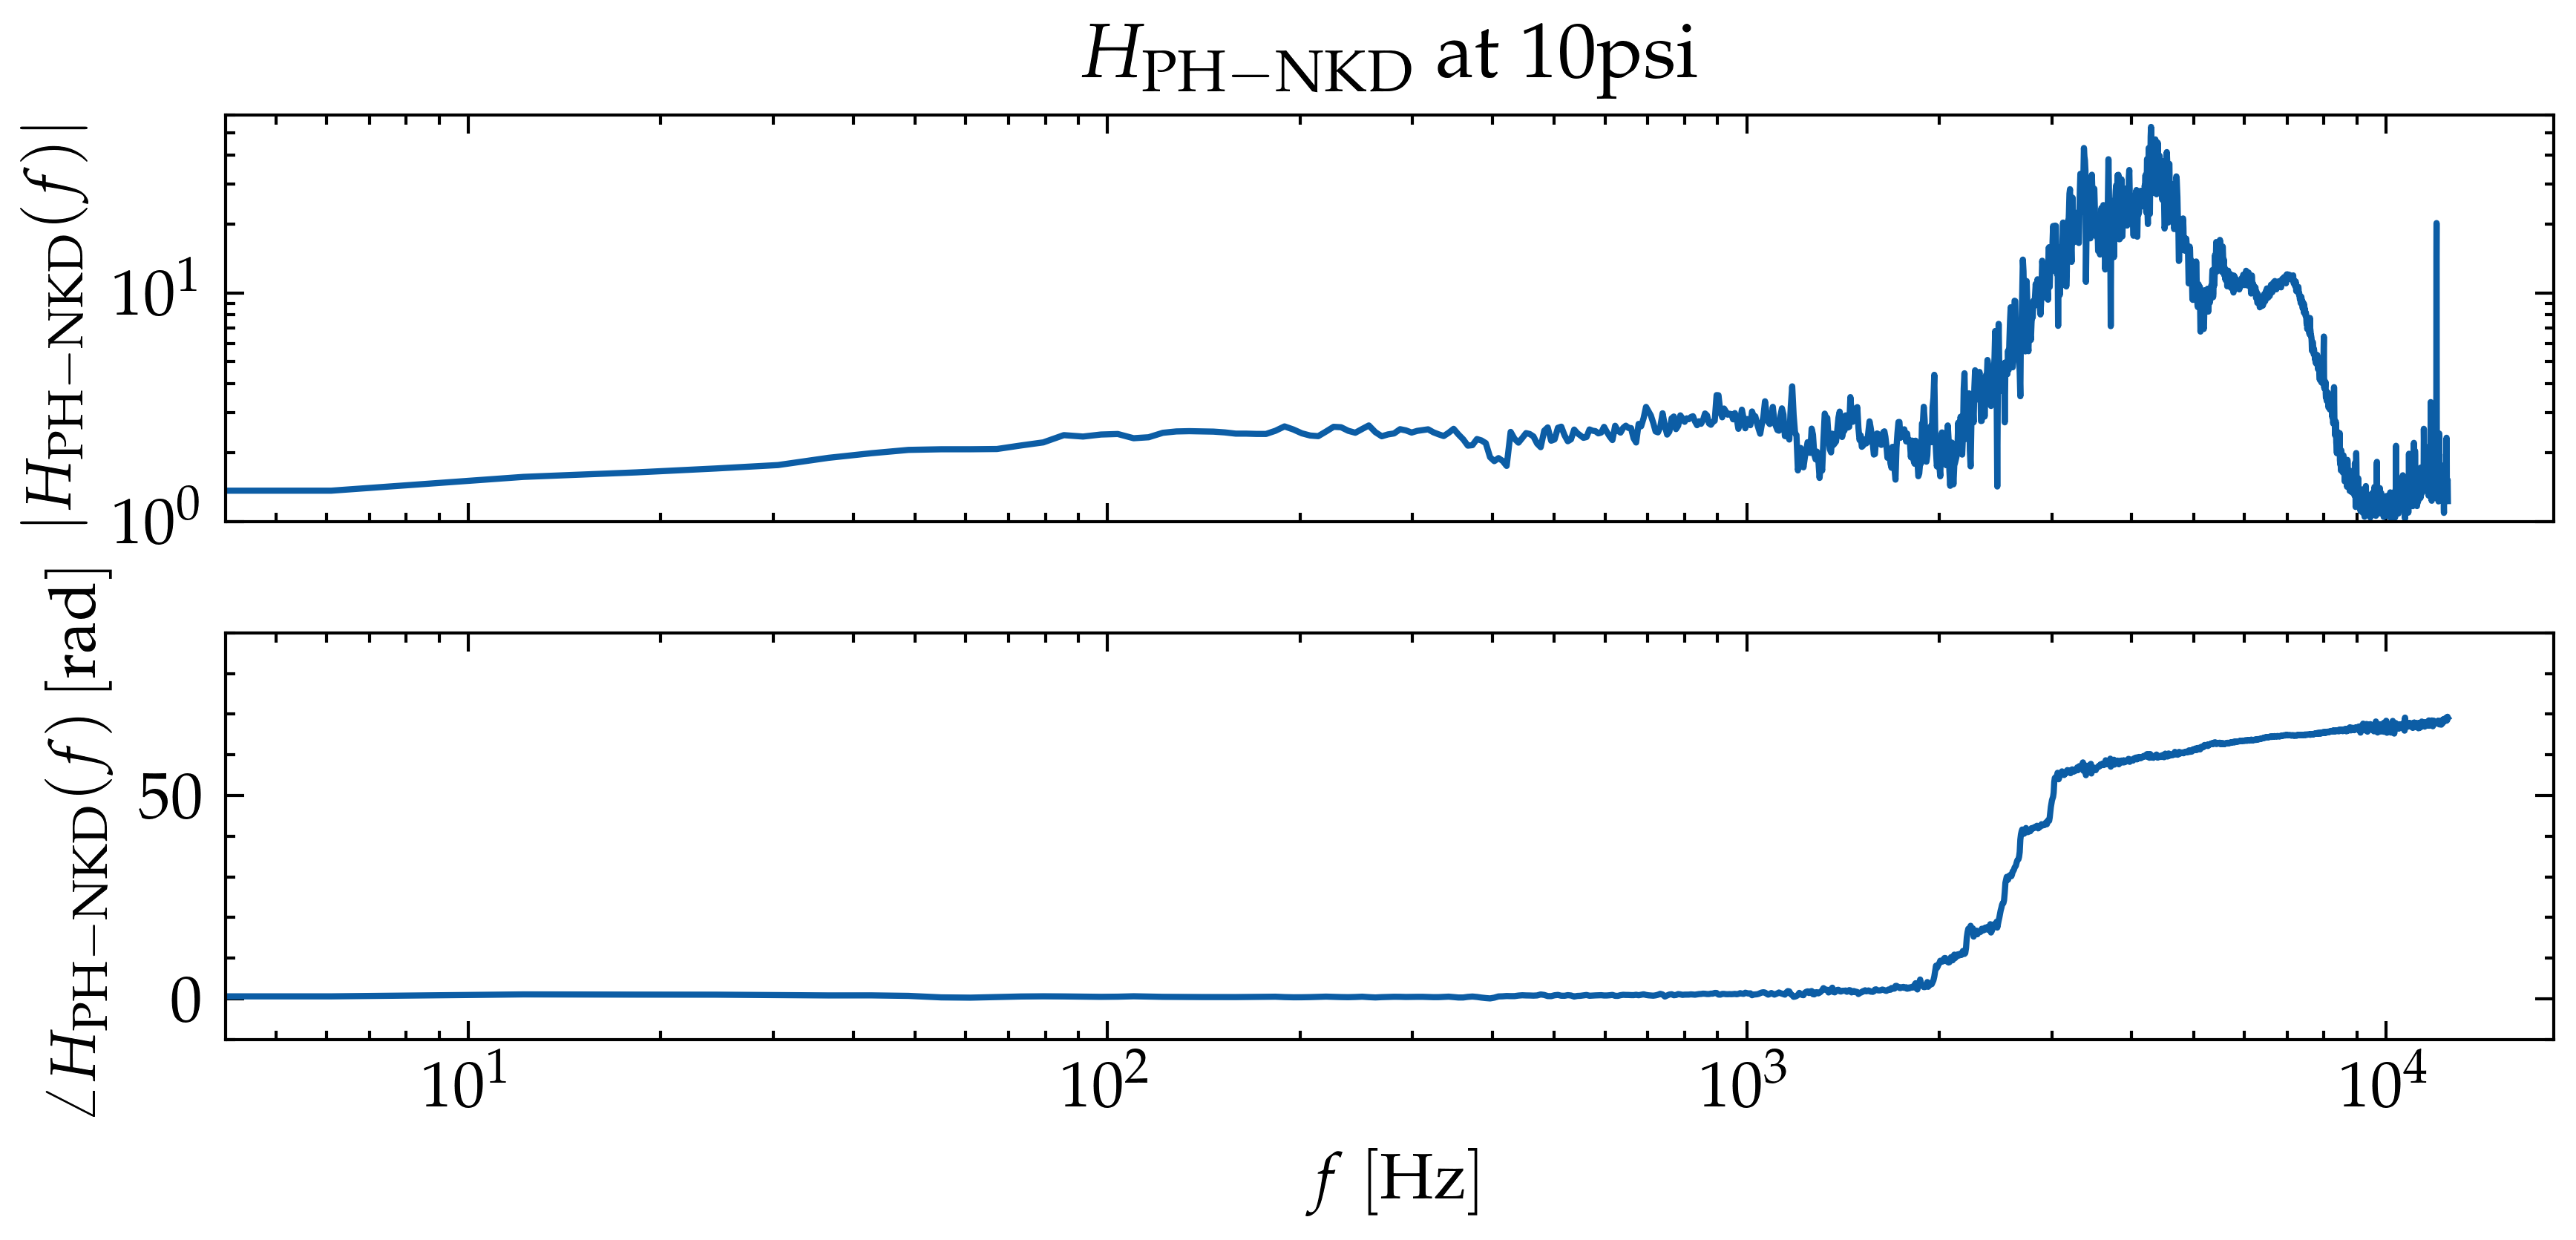 H_PH−NKD at 10psi
|H_PH−NKD(f)|
10^1
10^0
∠H_PH−NKD(f) [rad]
50
0
10^1 10^2 10^3 10^4
f [Hz]